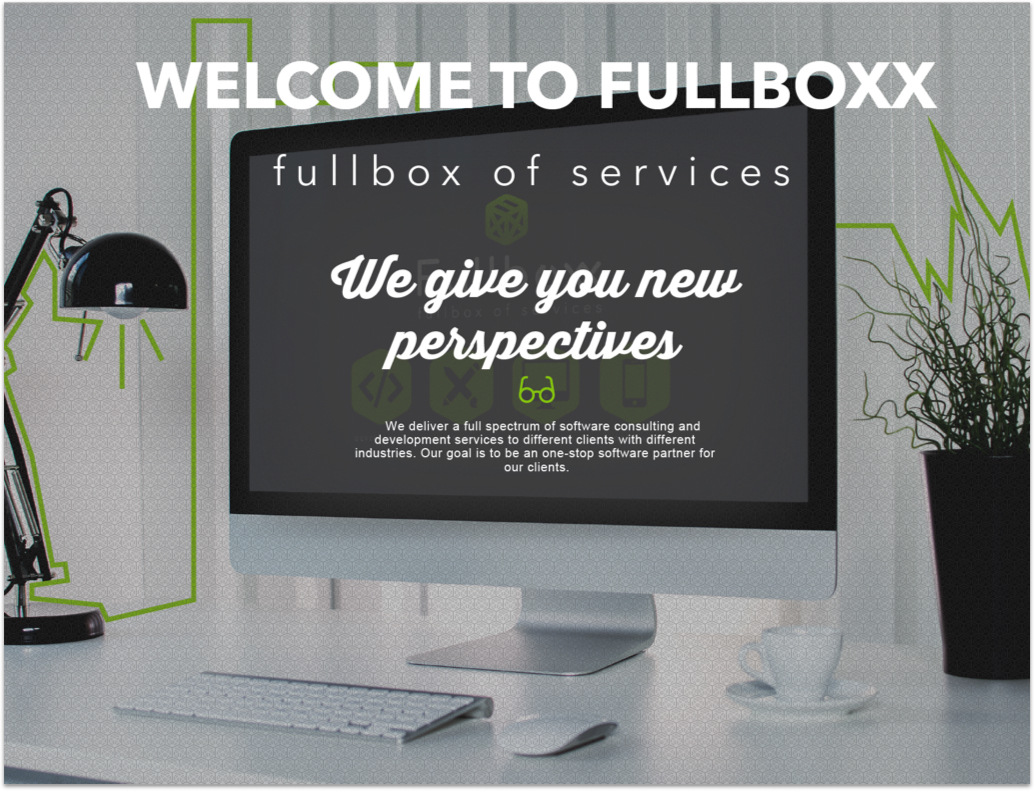 WELCOME TO FULLBOXX
fullbox of services
We give you new
perspectives
We deliver a full spectrum of software consulting and
development services to different clients with different
industries. Our goal is to be an one-stop software partner for
our clients.